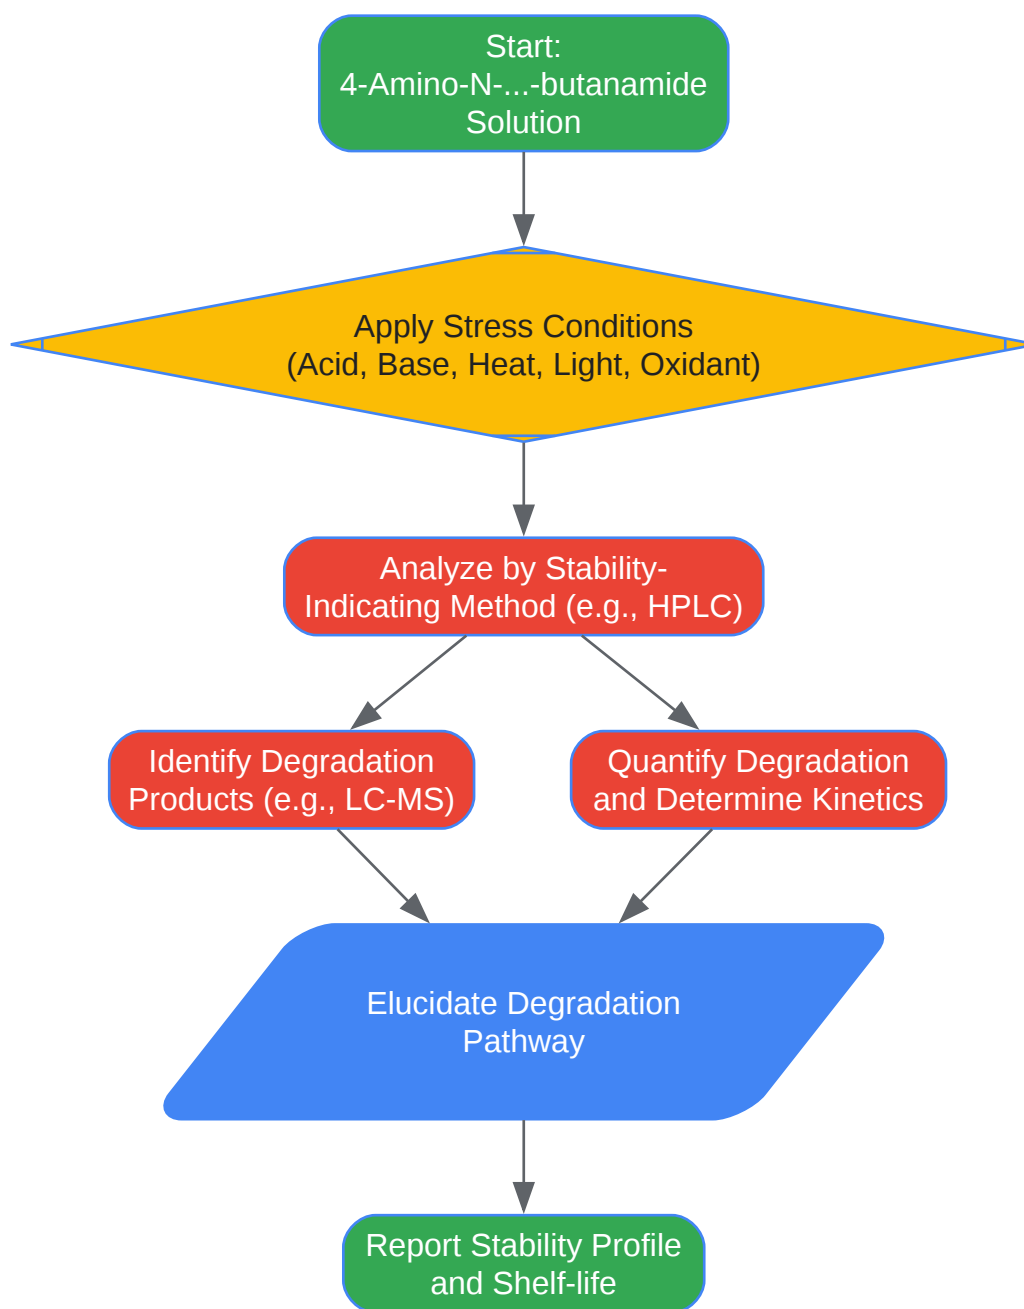 Start:
4-Amino-N-...-butanamide
Solution
Apply Stress Conditions
(Acid, Base, Heat, Light, Oxidant)
Analyze by Stability-
Indicating Method (e.g., HPLC)
Identify Degradation
Products (e.g., LC-MS)
Quantify Degradation
and Determine Kinetics
Elucidate Degradation
Pathway
Report Stability Profile
and Shelf-life